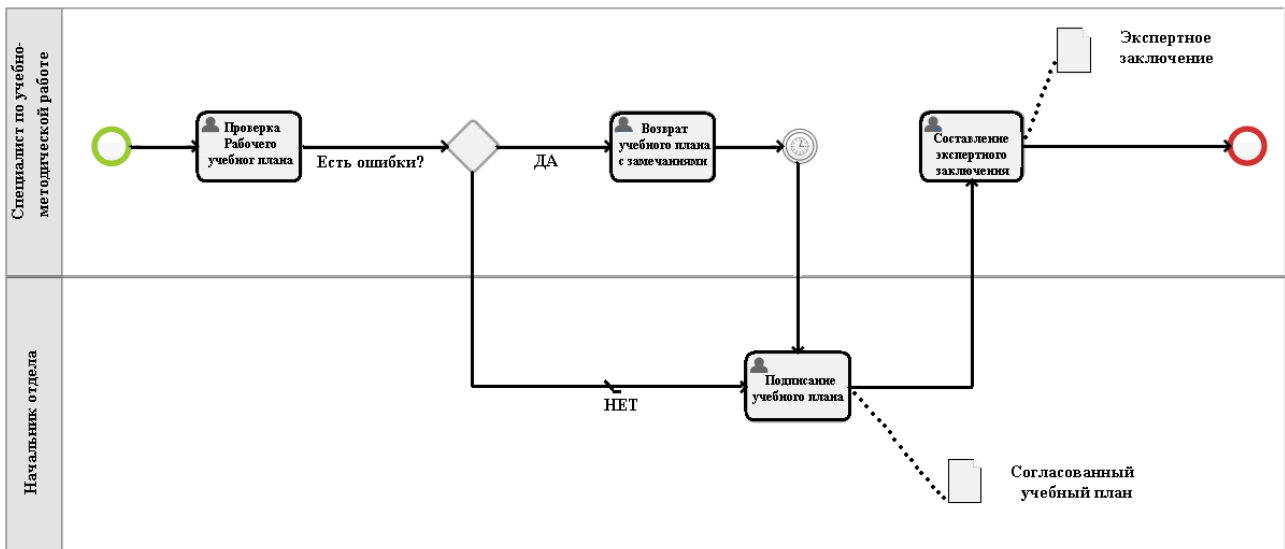 Специалист по учебно-
методической работе
Проверка
Рабочего
учебног плана
Есть ошибки?
ДА
Возврат
учебного плана
с замечаниями
Составление
экспертного
заключения
Экспертное
заключение
Начальник отдела
НЕТ
Подписание
учебного плана
Согласованный
учебный план